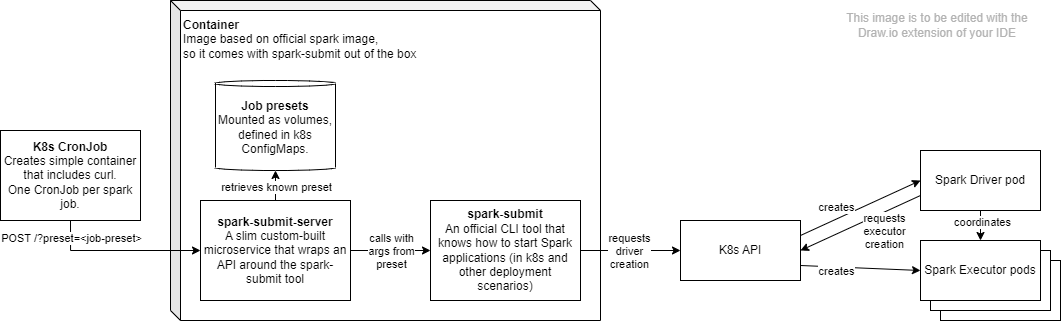 Container
Image based on official spark image,
so it comes with spark-submit out of the box
This image is to be edited with the
Draw.io extension of your IDE
Job presets
Mounted as volumes,
defined in k8s
ConfigMaps.
K8s CronJob
Creates simple container
that includes curl.
One CronJob per spark
job.
retrieves known preset
POST /?preset=<job-preset>
spark-submit-server
A slim custom-built
microservice that wraps an
API around the spark-
submit tool
calls with
args from
preset
spark-submit
An official CLI tool that
knows how to start Spark
applications (in k8s and
other deployment
scenarios)
requests
driver
creation
K8s API
creates
requests
executor
creation
creates
Spark Driver pod
coordinates
Spark Executor pods